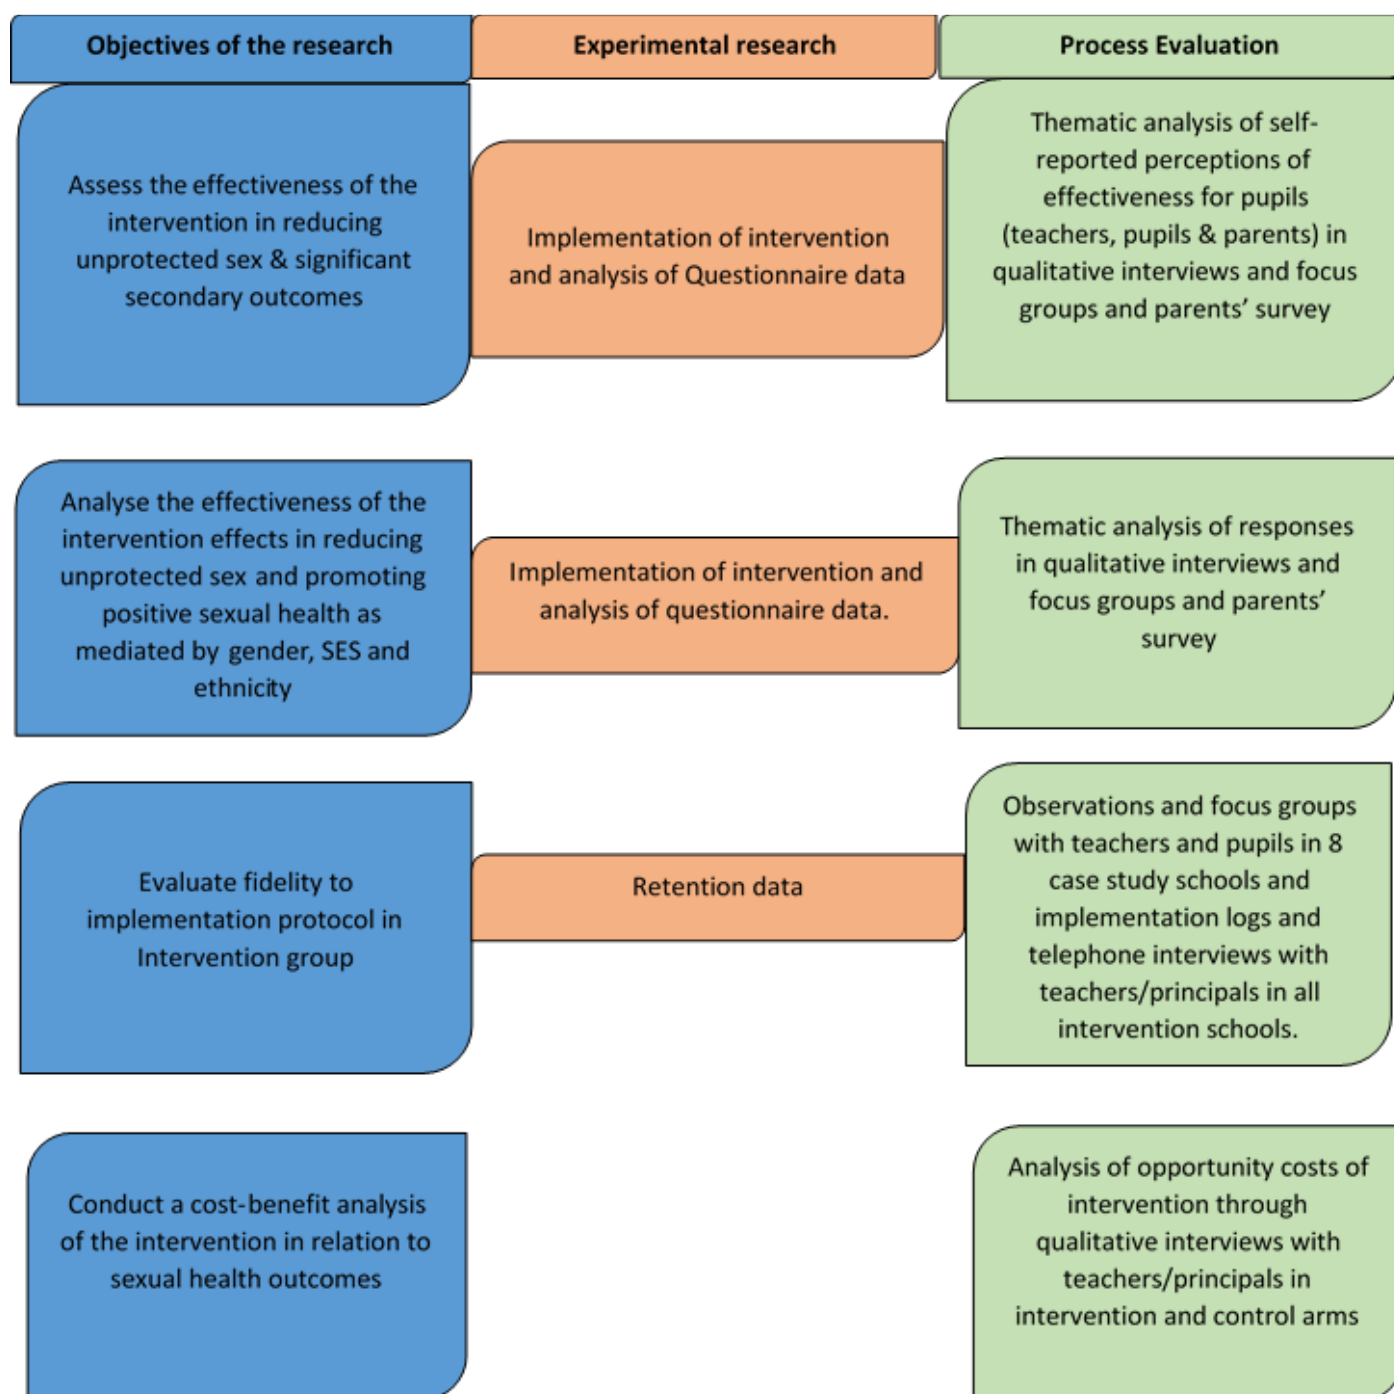 Objectives of the research
Experimental research
Process Evaluation
Assess the effectiveness of the
intervention in reducing
unprotected sex & significant
secondary outcomes
Implementation of intervention
and analysis of Questionnaire data
Thematic analysis of self-
reported perceptions of
effectiveness for pupils
(teachers, pupils & parents) in
qualitative interviews and focus
groups and parents’ survey
Analyse the effectiveness of the
intervention effects in reducing
unprotected sex and promoting
positive sexual health as
mediated by gender, SES and
ethnicity
Implementation of intervention and
analysis of questionnaire data.
Thematic analysis of responses
in qualitative interviews and
focus groups and parents’
survey
Evaluate fidelity to
implementation protocol in
Intervention group
Retention data
Observations and focus groups
with teachers and pupils in 8
case study schools and
implementation logs and
telephone interviews with
teachers/principals in all
intervention schools.
Conduct a cost-benefit analysis
of the intervention in relation to
sexual health outcomes
Analysis of opportunity costs of
intervention through
qualitative interviews with
teachers/principals in
intervention and control arms